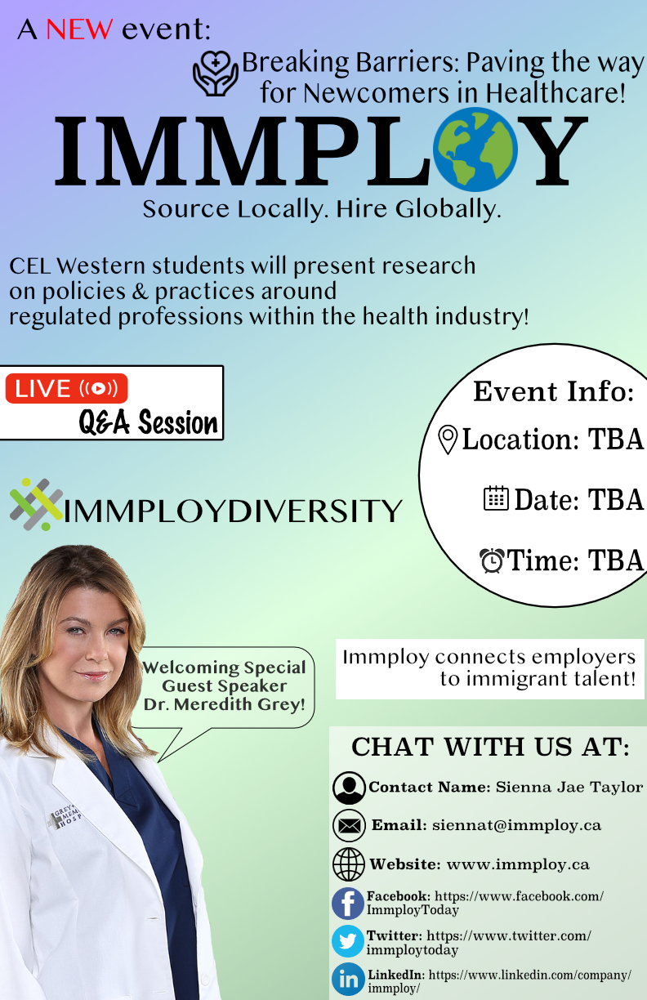 A NEW event:
Breaking Barriers: Paving the way
for Newcomers in Healthcare!
IMMPLOY
Source Locally. Hire Globally.
CEL Western students will present research
on policies & practices around
regulated professions within the health industry!
LIVE
Q&A Session
Event Info:
Location: TBA
Date: TBA
Time: TBA
IMMPLOYDIVERSITY
Welcoming Special
Guest Speaker
Dr. Meredith Grey!
GREY
MEM
HOSP
Immploy connects employers
to immigrant talent!
CHAT WITH US AT:
Contact Name: Sienna Jae Taylor
Email: siennat@immploy.ca
Website: www.immploy.ca
Facebook: https://www.facebook.com/
ImmployToday
Twitter: https://www.twitter.com/
immploytoday
LinkedIn: https://www.linkedin.com/company/
immploy/